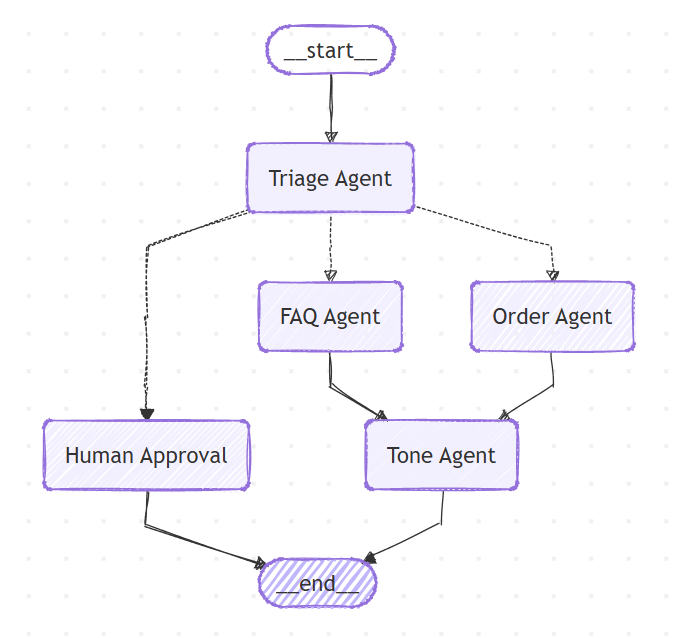 __start__
Triage Agent
FAQ Agent
Order Agent
Human Approval
Tone Agent
__end__